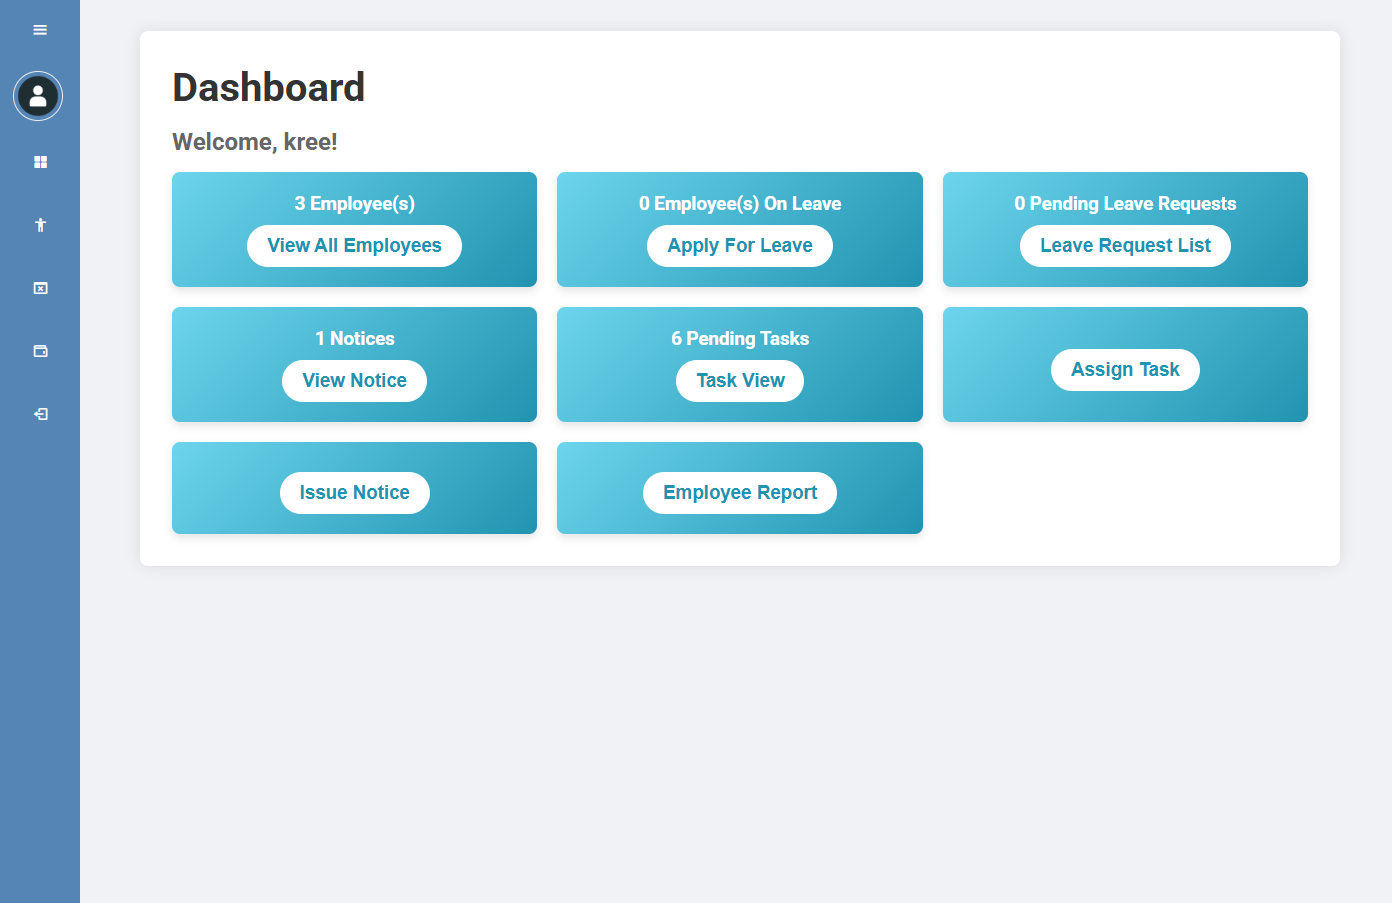 Dashboard
Welcome, kree!
3 Employee(s)
View All Employees
0 Employee(s) On Leave
Apply For Leave
0 Pending Leave Requests
Leave Request List
1 Notices
View Notice
6 Pending Tasks
Task View
Assign Task
Issue Notice
Employee Report